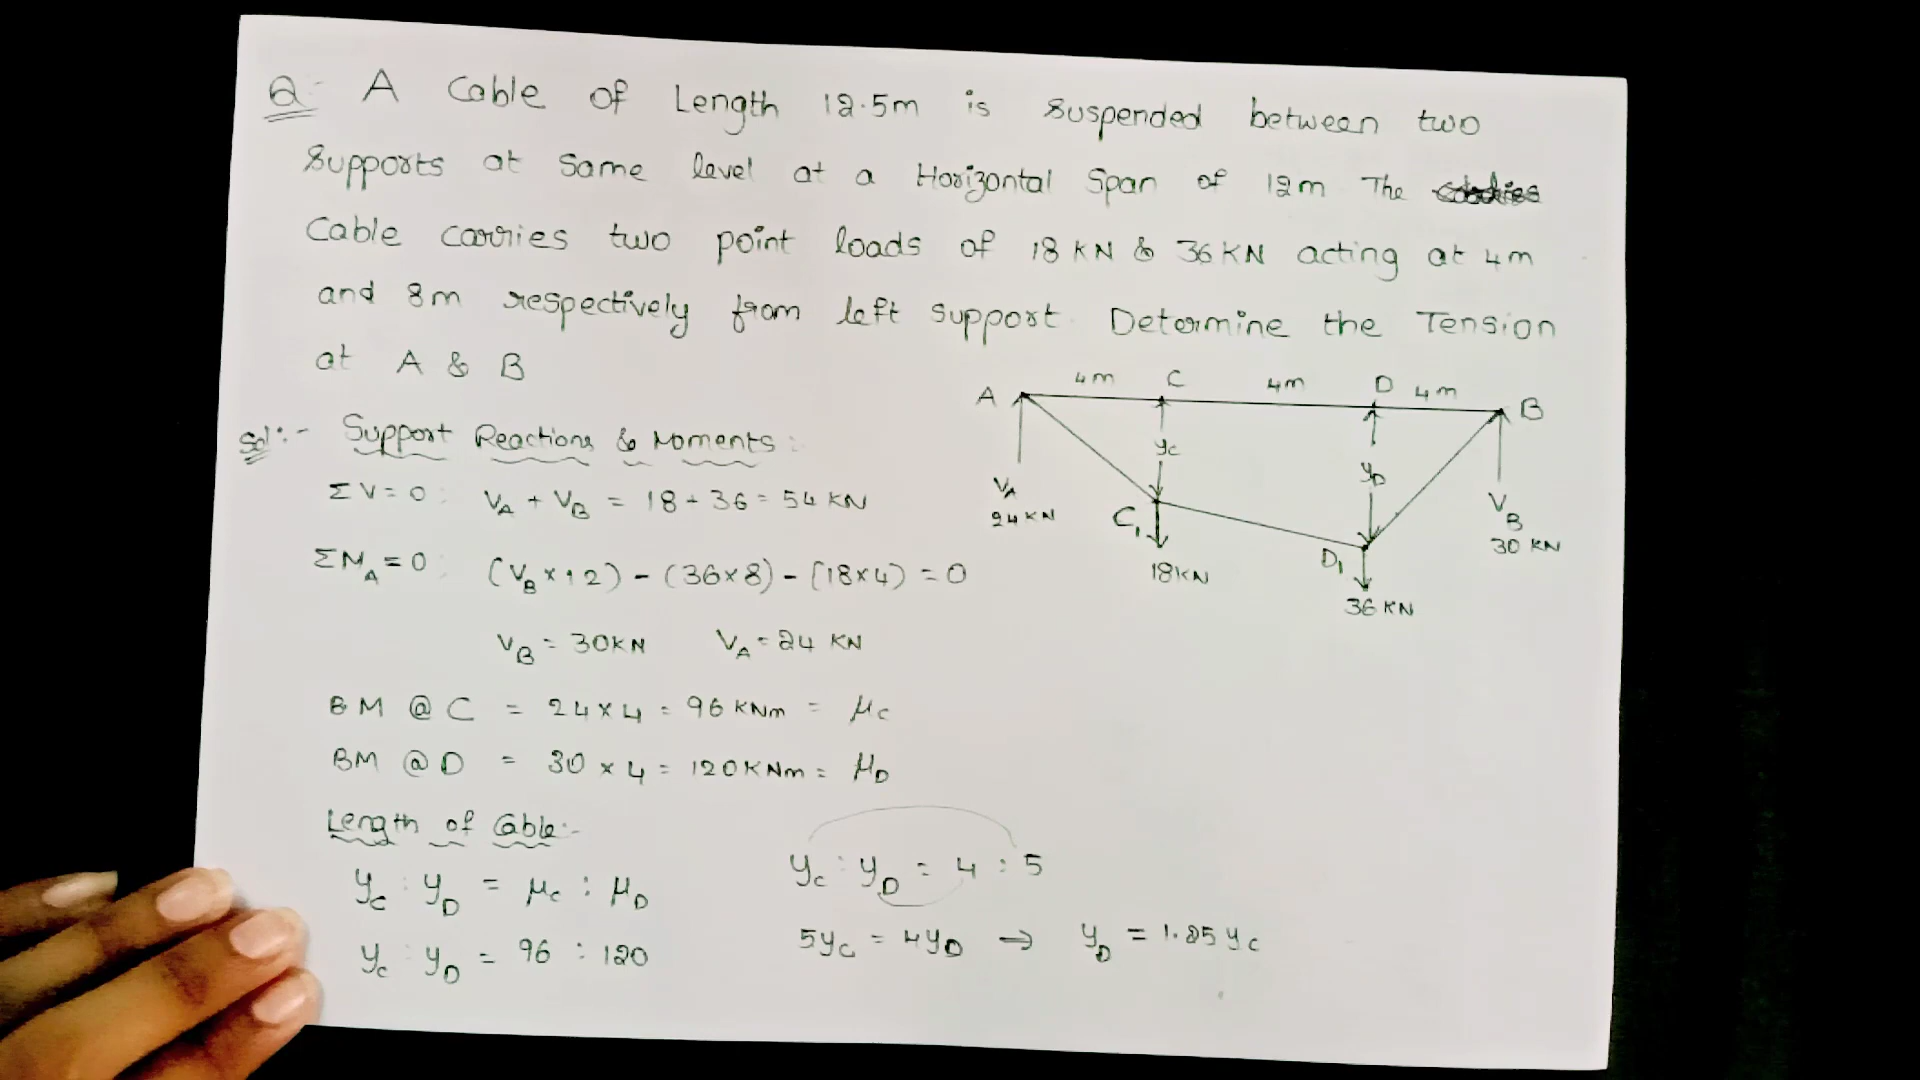 Q:- A Cable of Length 12.5m is suspended between two
supports at same level at a Horizontal Span of 12m The
Cable carries two point loads of 18 KN & 36 KN acting at 4m
and 8m respectively from left support. Determine the Tension
at A & B
4m C 4m D 4m
A B
Sol:- Support Reactions & Moments:
yc
yD
ΣV=0: VA + VB = 18 + 36 = 54 KN
VA
24 KN
C1
VB
30 KN
D1
18KN
36 KN
ΣMA=0: (VB × 12) - (36×8) - (18×4) = 0
VB = 30KN VA = 24 KN
BM @ C = 24 × 4 = 96 KNm = μc
BM @ D = 30 × 4 = 120KNm = μD
Length of Cable:-
yc : yD = μc : μD
yc : yD = 96 : 120
yc : yD = 4 : 5
5yc = 4yD → yD = 1.25 yc